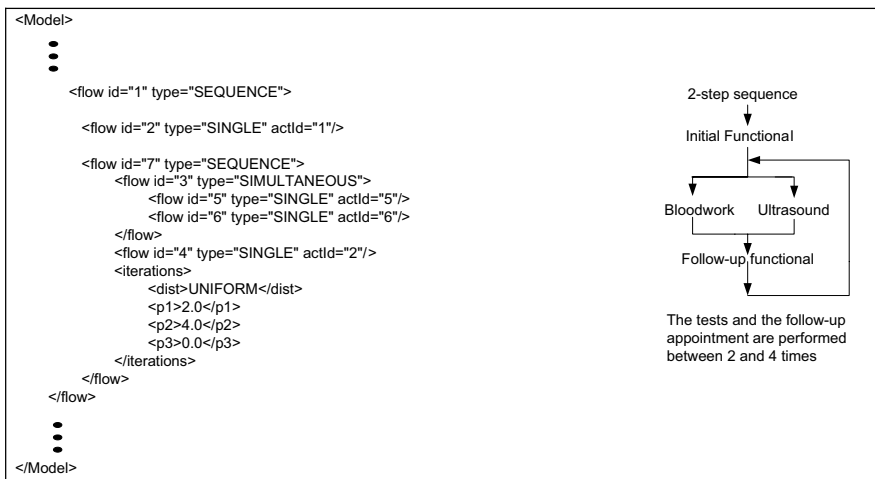 <Model>
<flow id="1" type="SEQUENCE">
<flow id="2" type="SINGLE" actId="1"/>
<flow id="7" type="SEQUENCE">
<flow id="3" type="SIMULTANEOUS">
<flow id="5" type="SINGLE" actId="5"/>
<flow id="6" type="SINGLE" actId="6"/>
</flow>
<flow id="4" type="SINGLE" actId="2"/>
<iterations>
<dist>UNIFORM</dist>
<p1>2.0</p1>
<p2>4.0</p2>
<p3>0.0</p3>
</iterations>
</flow>
</flow>
</Model>
2-step sequence
Initial Functional
Bloodwork Ultrasound
Follow-up functional
The tests and the follow-up
appointment are performed
between 2 and 4 times